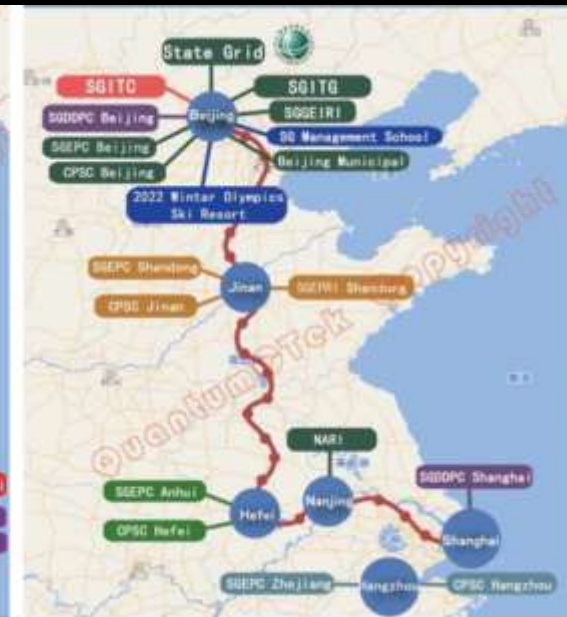 State Grid
SGITC
SGITG
SGDDPC Beijing
Beijing
SGGEIRI
SGEPC Beijing
SG Management School
CPSC Beijing
Beijing Municipal
2022 Winter Olympics
Ski Resort
SGEPC Shandong
Jinan
SGEPRI Shandong
CPSC Jinan
QuantumCTek Copyright
NARI
SGEPC Anhui
Nanjing
SGDDPC Shanghai
Hefei
CPSC Hefei
Shanghai
SGEPC Zhejiang
Hangzhou
CPSC Hangzhou